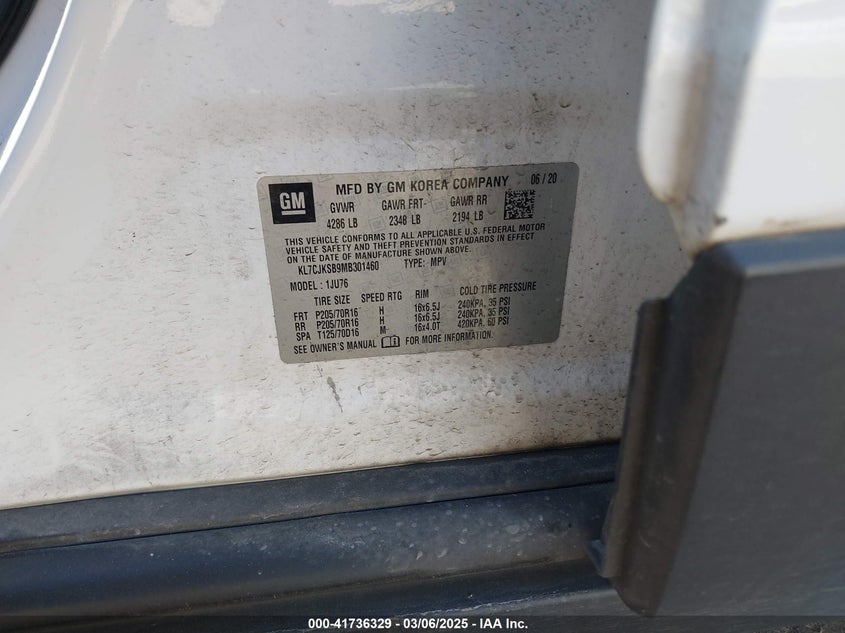 GM
MFD BY GM KOREA COMPANY 06 / 20
GVWR GAWR FRT GAWR RR
4286 LB 2348 LB 2194 LB
THIS VEHICLE CONFORMS TO ALL APPLICABLE U.S. FEDERAL MOTOR
VEHICLE SAFETY AND THEFT PREVENTION STANDARDS IN EFFECT
ON THE DATE OF MANUFACTURE SHOWN ABOVE.
KL7CJKSB9MB301460 TYPE: MPV
MODEL : 1JU76
TIRE SIZE SPEED RTG RIM COLD TIRE PRESSURE
FRT P205/70R16 H 16x6.5J 240KPA, 35 PSI
RR P205/70R16 H 16x6.5J 240KPA, 35 PSI
SPA T125/70D16 M 16x4.0T 420KPA, 60 PSI
SEE OWNER'S MANUAL FOR MORE INFORMATION.
000-41736329 - 03/06/2025 - IAA Inc.